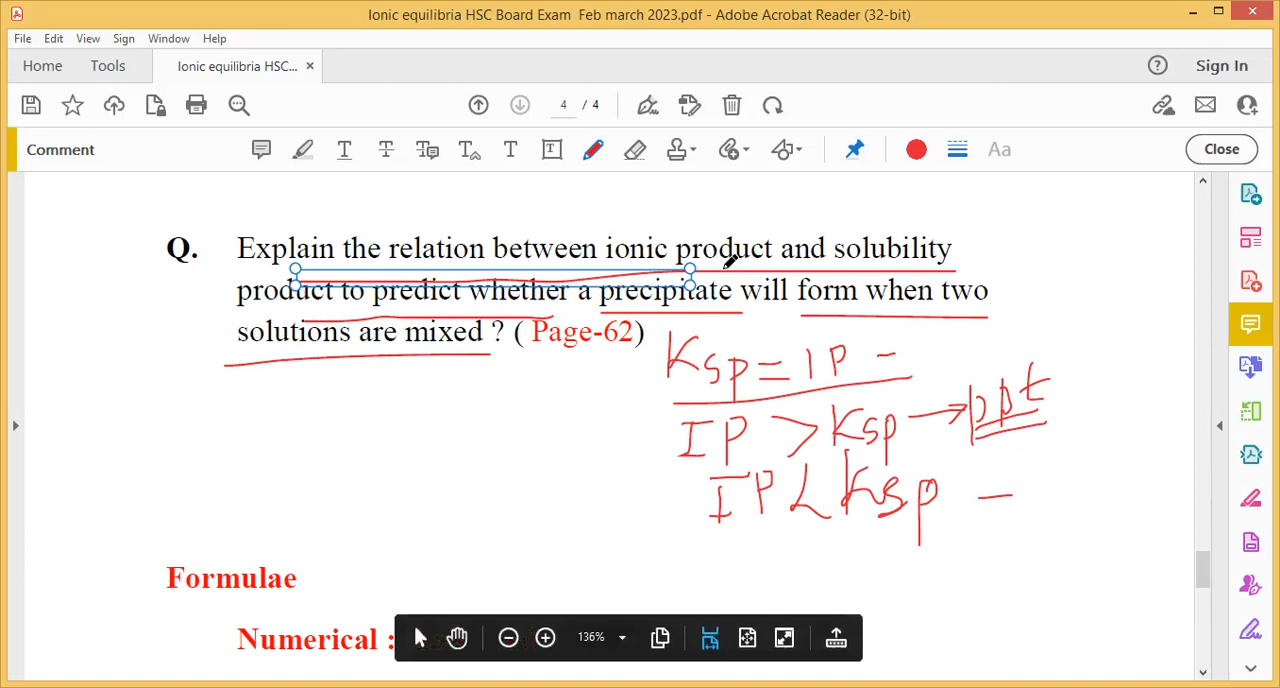 Ionic equilibria HSC Board Exam Feb march 2023.pdf - Adobe Acrobat Reader (32-bit)
File Edit View Sign Window Help
Home Tools Ionic equilibria HSC... × Sign In
4 / 4
Comment Close
Q. Explain the relation between ionic product and solubility
product to predict whether a precipitate will form when two
solutions are mixed ? ( Page-62)
Ksp = IP -
IP > Ksp → ppt
IP < Ksp -
Formulae
Numerical :
136%